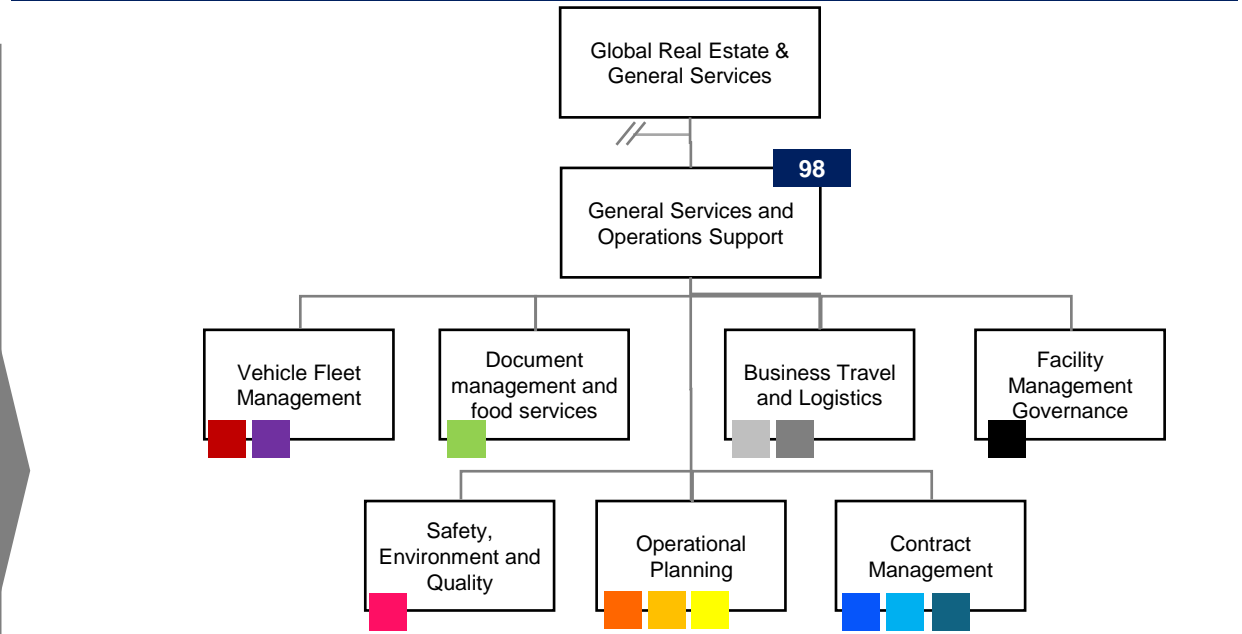 Global Real Estate &
General Services
98
General Services and
Operations Support
Vehicle Fleet
Management
Document
management and
food services
Business Travel
and Logistics
Facility
Management
Governance
Safety,
Environment and
Quality
Operational
Planning
Contract
Management